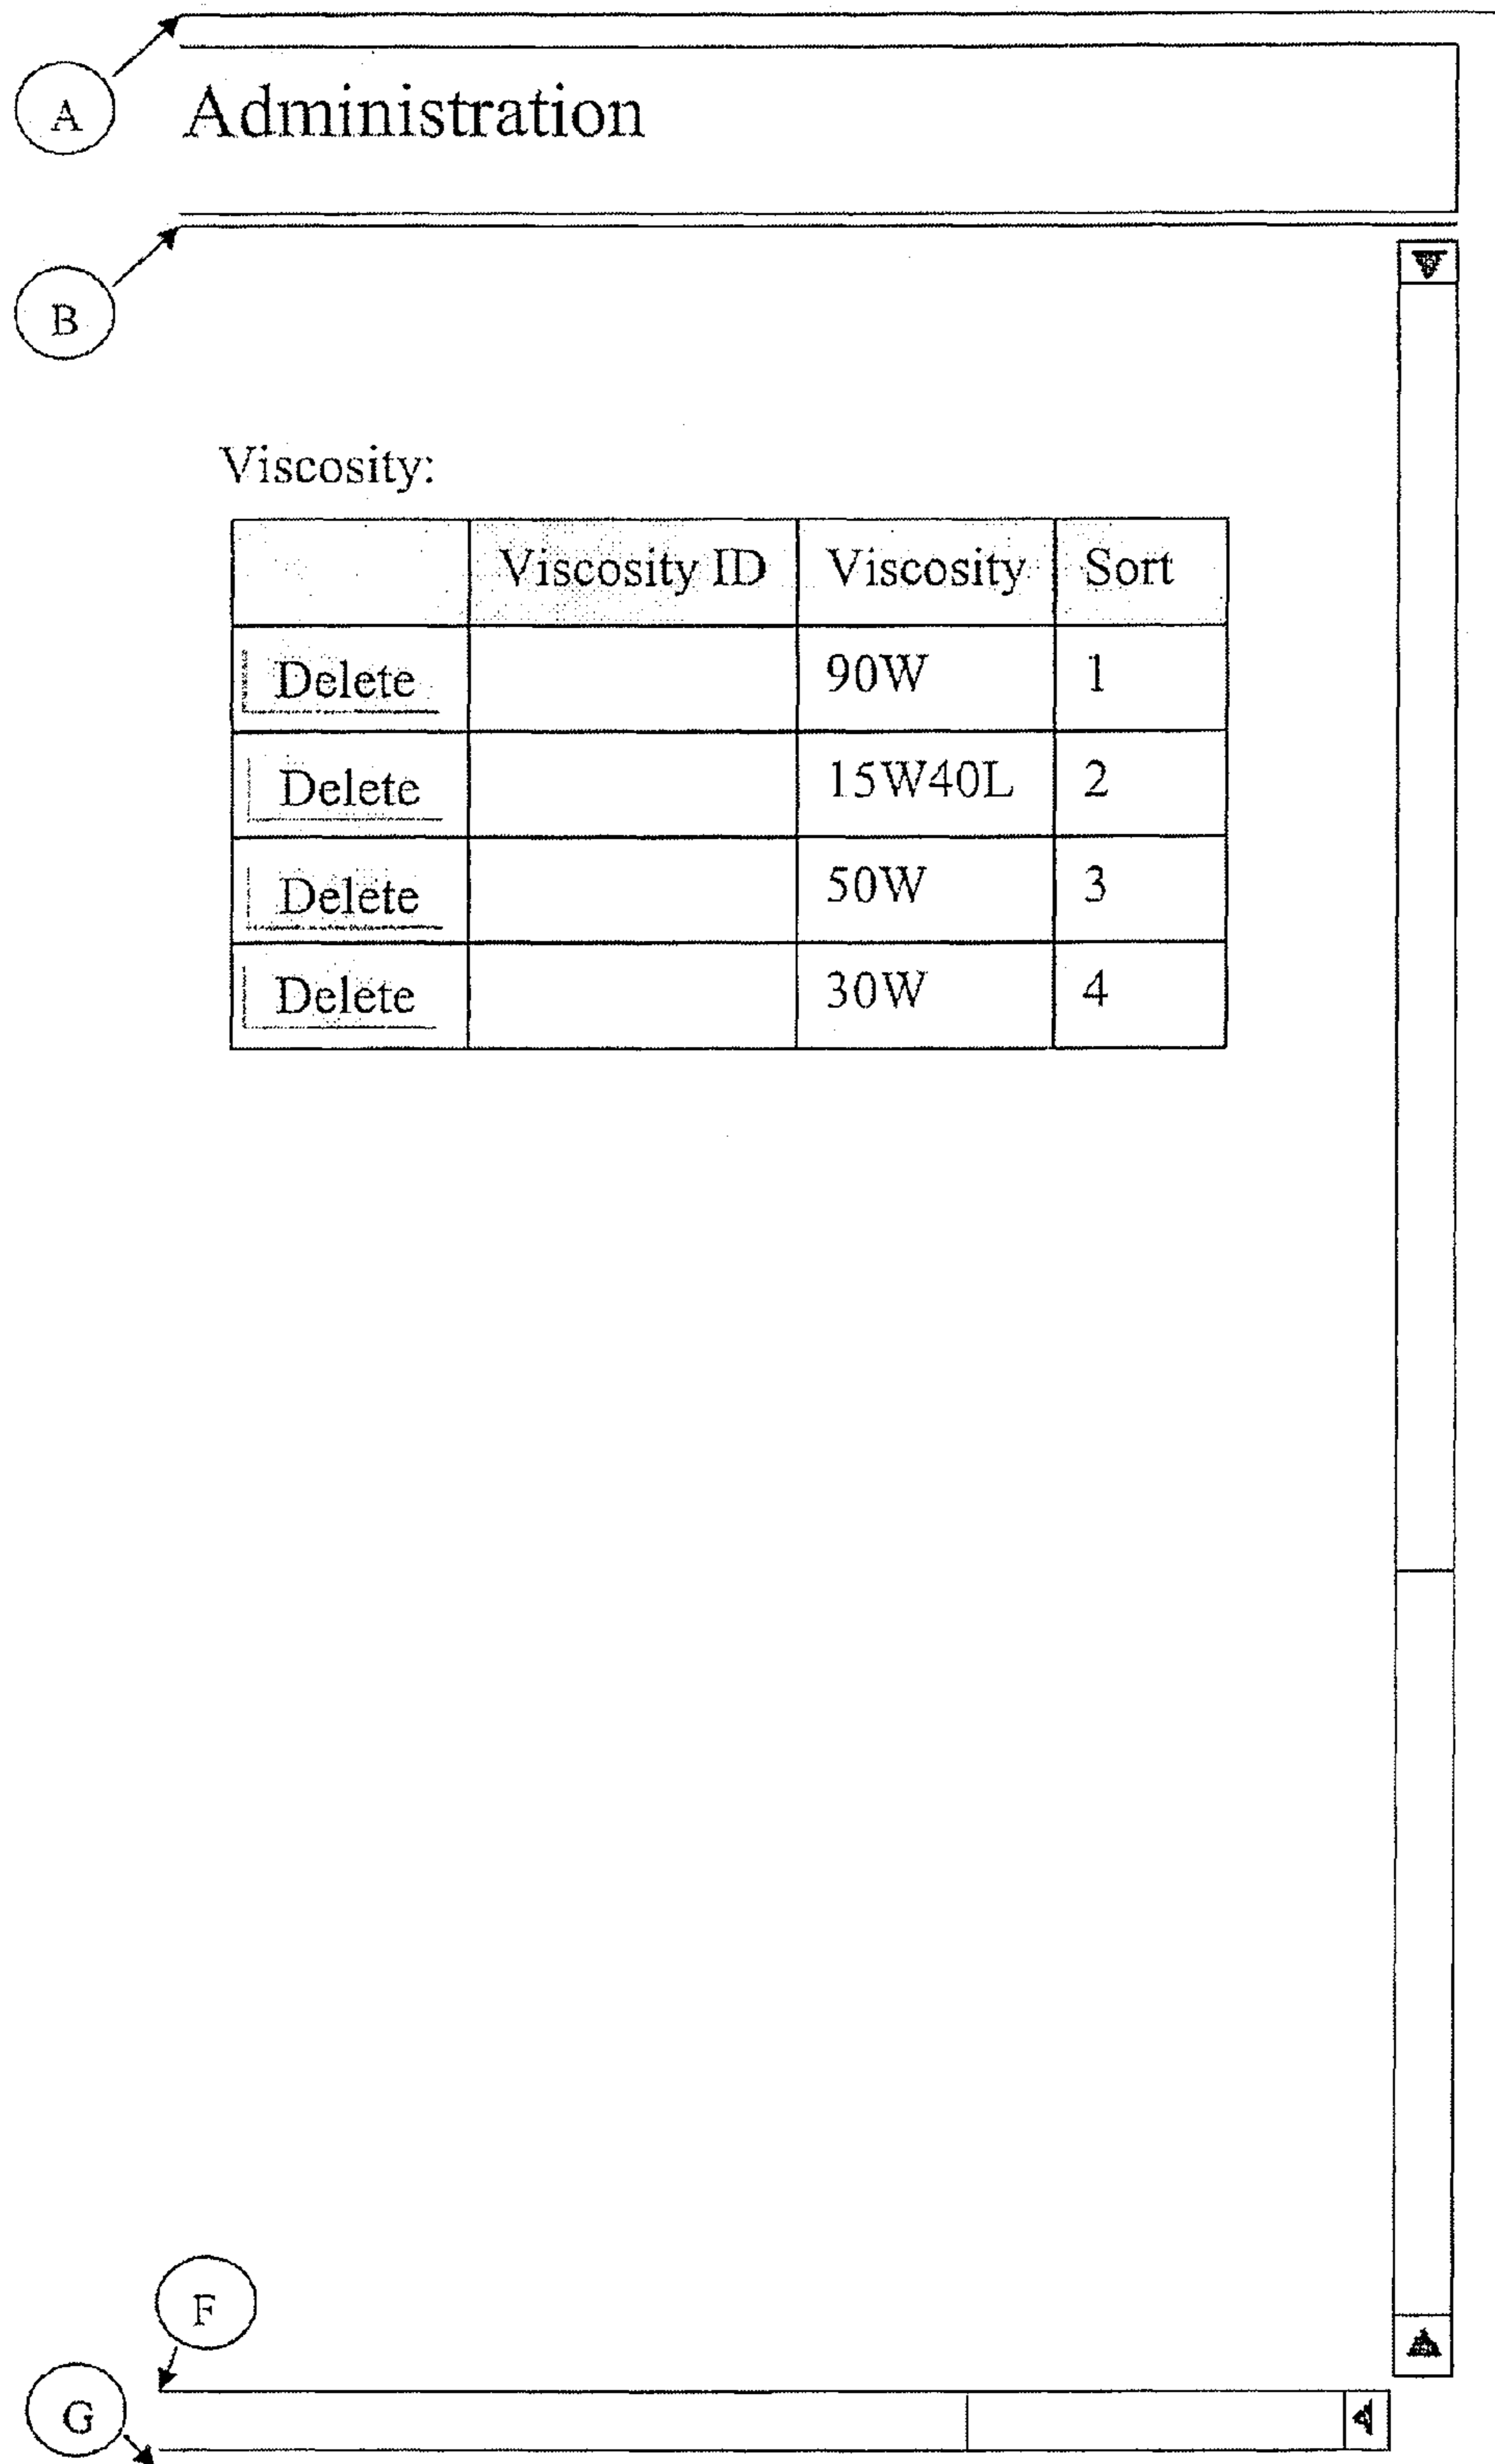 A
Administration
B
Viscosity:
Viscosity ID Viscosity Sort
Delete 90W 1
Delete 15W40L 2
Delete 50W 3
Delete 30W 4
F
G